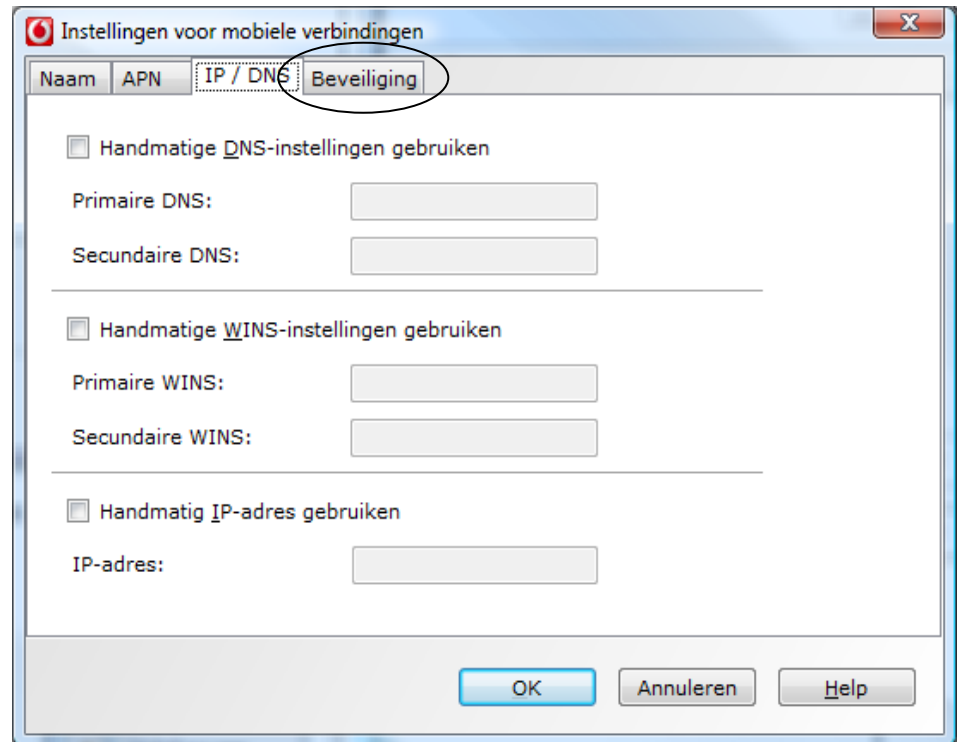 Instellingen voor mobiele verbindingen
X
Naam APN IP / DNS Beveiliging
Handmatige DNS-instellingen gebruiken
Primaire DNS:
Secundaire DNS:
Handmatige WINS-instellingen gebruiken
Primaire WINS:
Secundaire WINS:
Handmatig IP-adres gebruiken
IP-adres:
OK Annuleren Help